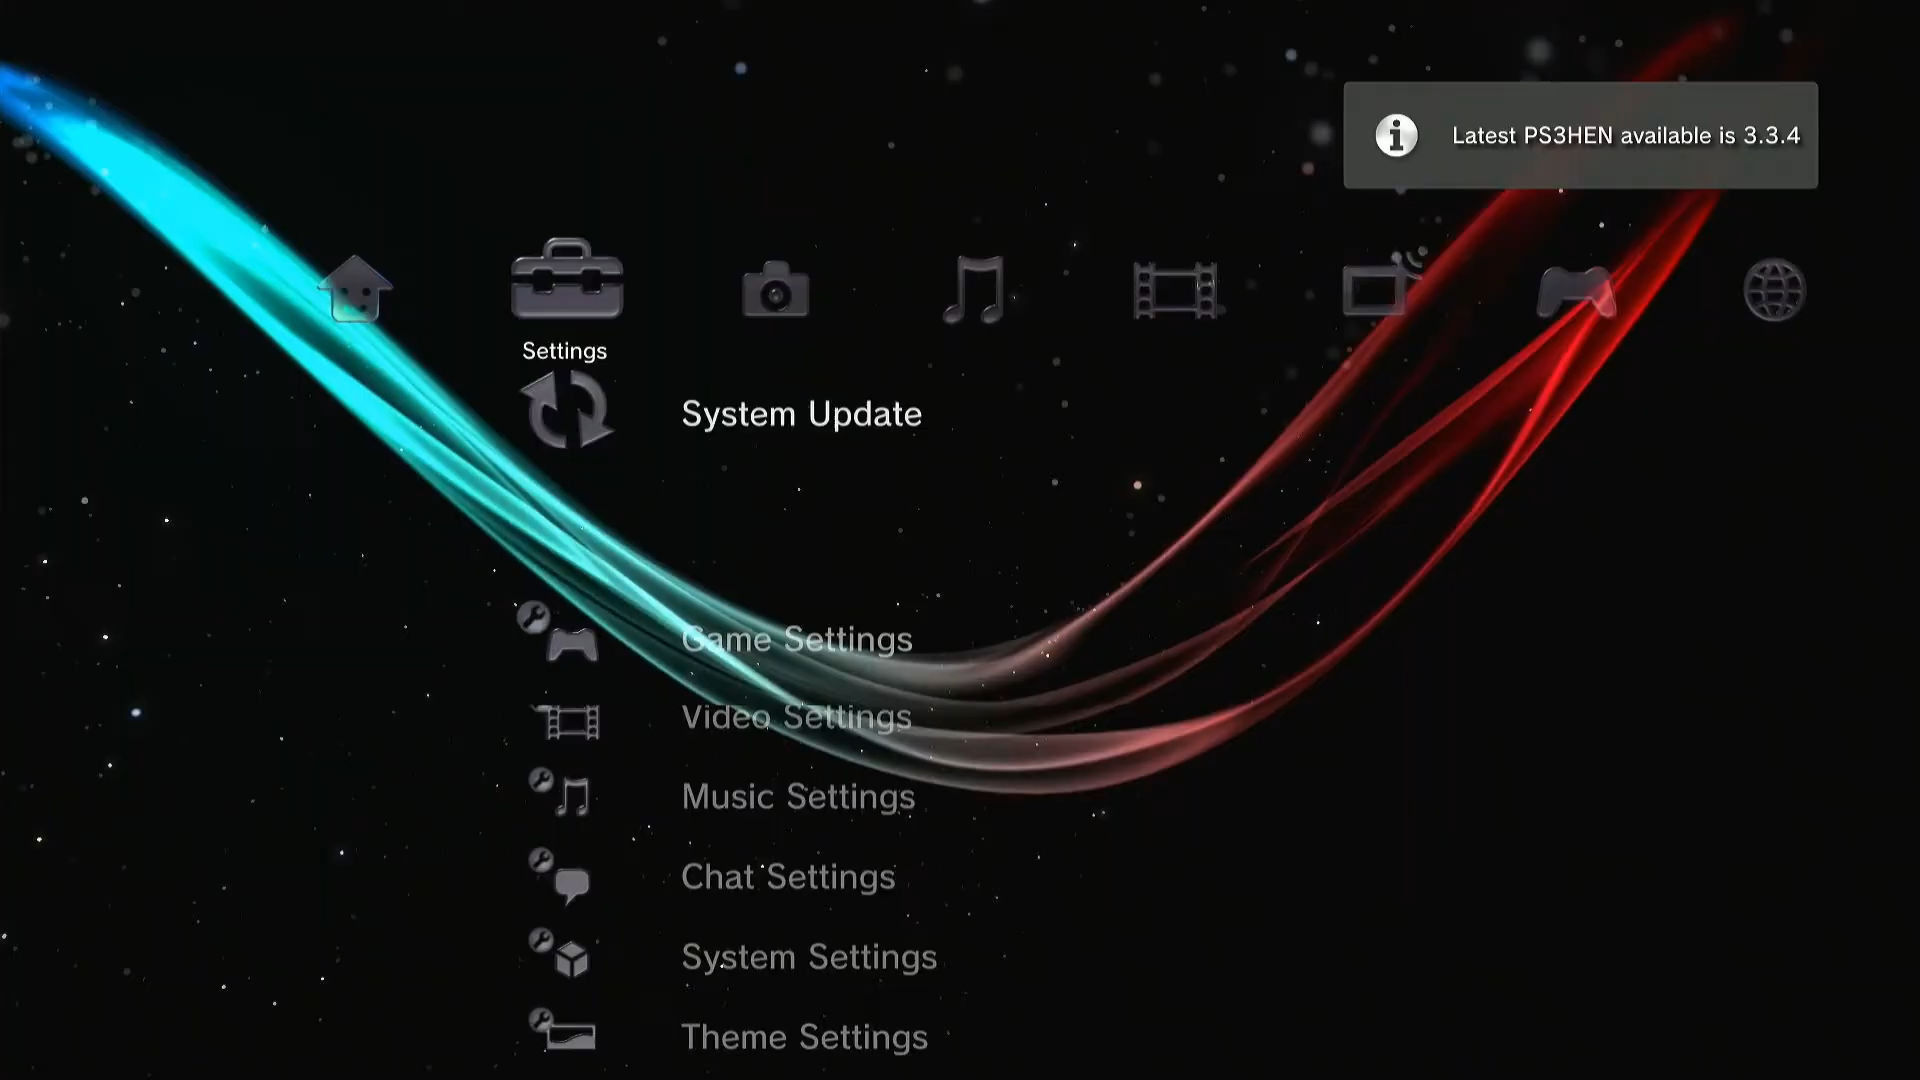 Latest PS3HEN available is 3.3.4
Settings
System Update
Game Settings
Video Settings
Music Settings
Chat Settings
System Settings
Theme Settings